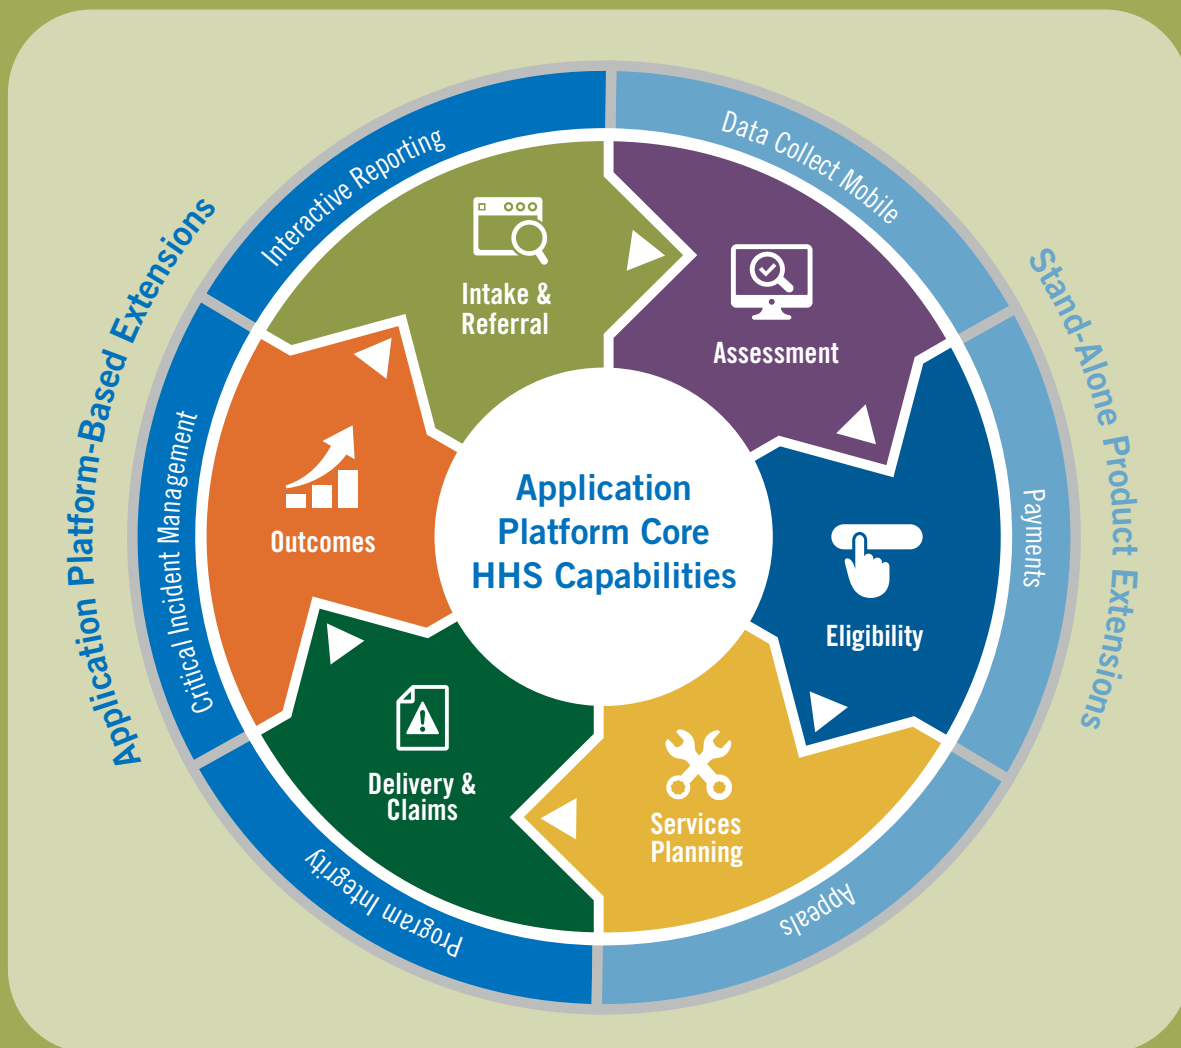 Application Platform-Based Extensions
Stand-Alone Product Extensions
Interactive Reporting
Data Collect Mobile
Payments
Appeals
Program Integrity
Critical Incident Management
Intake &
Referral
Assessment
Eligibility
Services
Planning
Delivery &
Claims
Outcomes
Application
Platform Core
HHS Capabilities